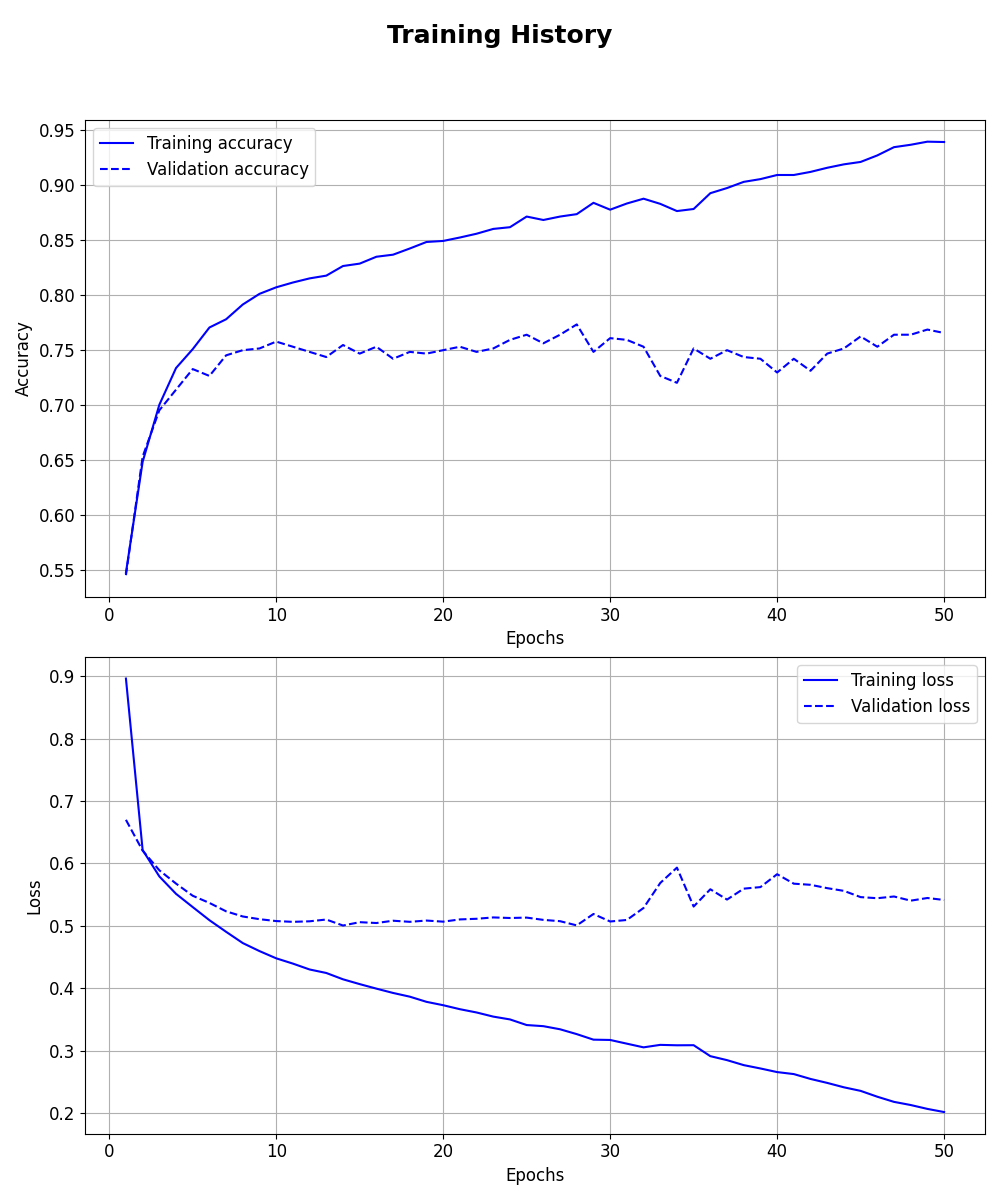 Training History
Training accuracy
Validation accuracy
0.95
0.90
0.85
0.80
0.75
0.70
0.65
0.60
0.55
Accuracy
0 10 20 30 40 50
Epochs
Training loss
Validation loss
0.9
0.8
0.7
0.6
0.5
0.4
0.3
0.2
Loss
0 10 20 30 40 50
Epochs